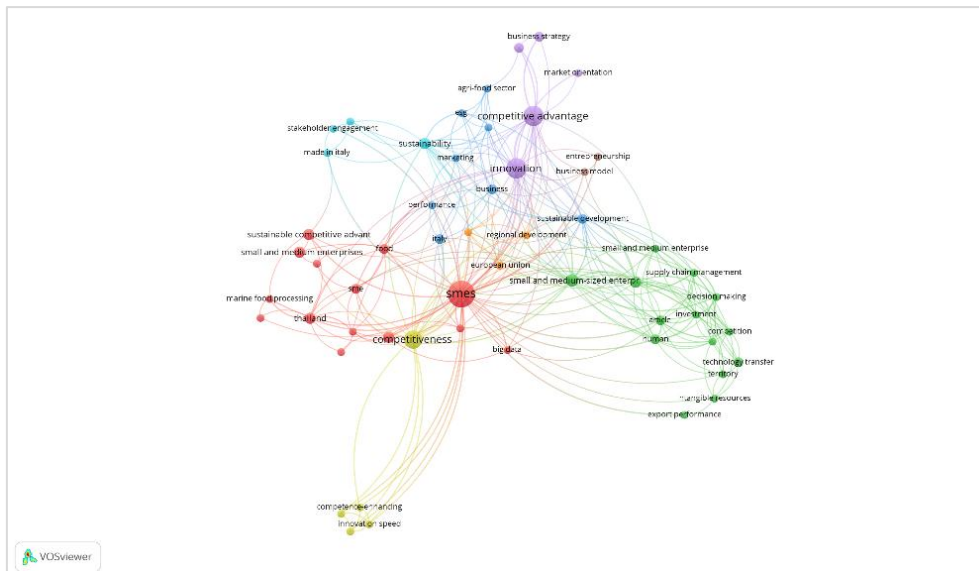 business strategy
market orientation
agri-food sector
competitive advantage
esg
stakeholder engagement
sustainability
made in italy
marketing
entrepreneurship
innovation
business model
business
performance
sustainable development
sustainable competitive advant
regional development
italy
food
small and medium enterprise
small and medium enterprises
european union
supply chain management
small and medium-sized enterp
sme
smes
decision making
marine food processing
investment
thailand
article
competition
human
competitiveness
big data
technology transfer
territory
intangible resources
export performance
competence-enhancing
innovation speed
VOSviewer